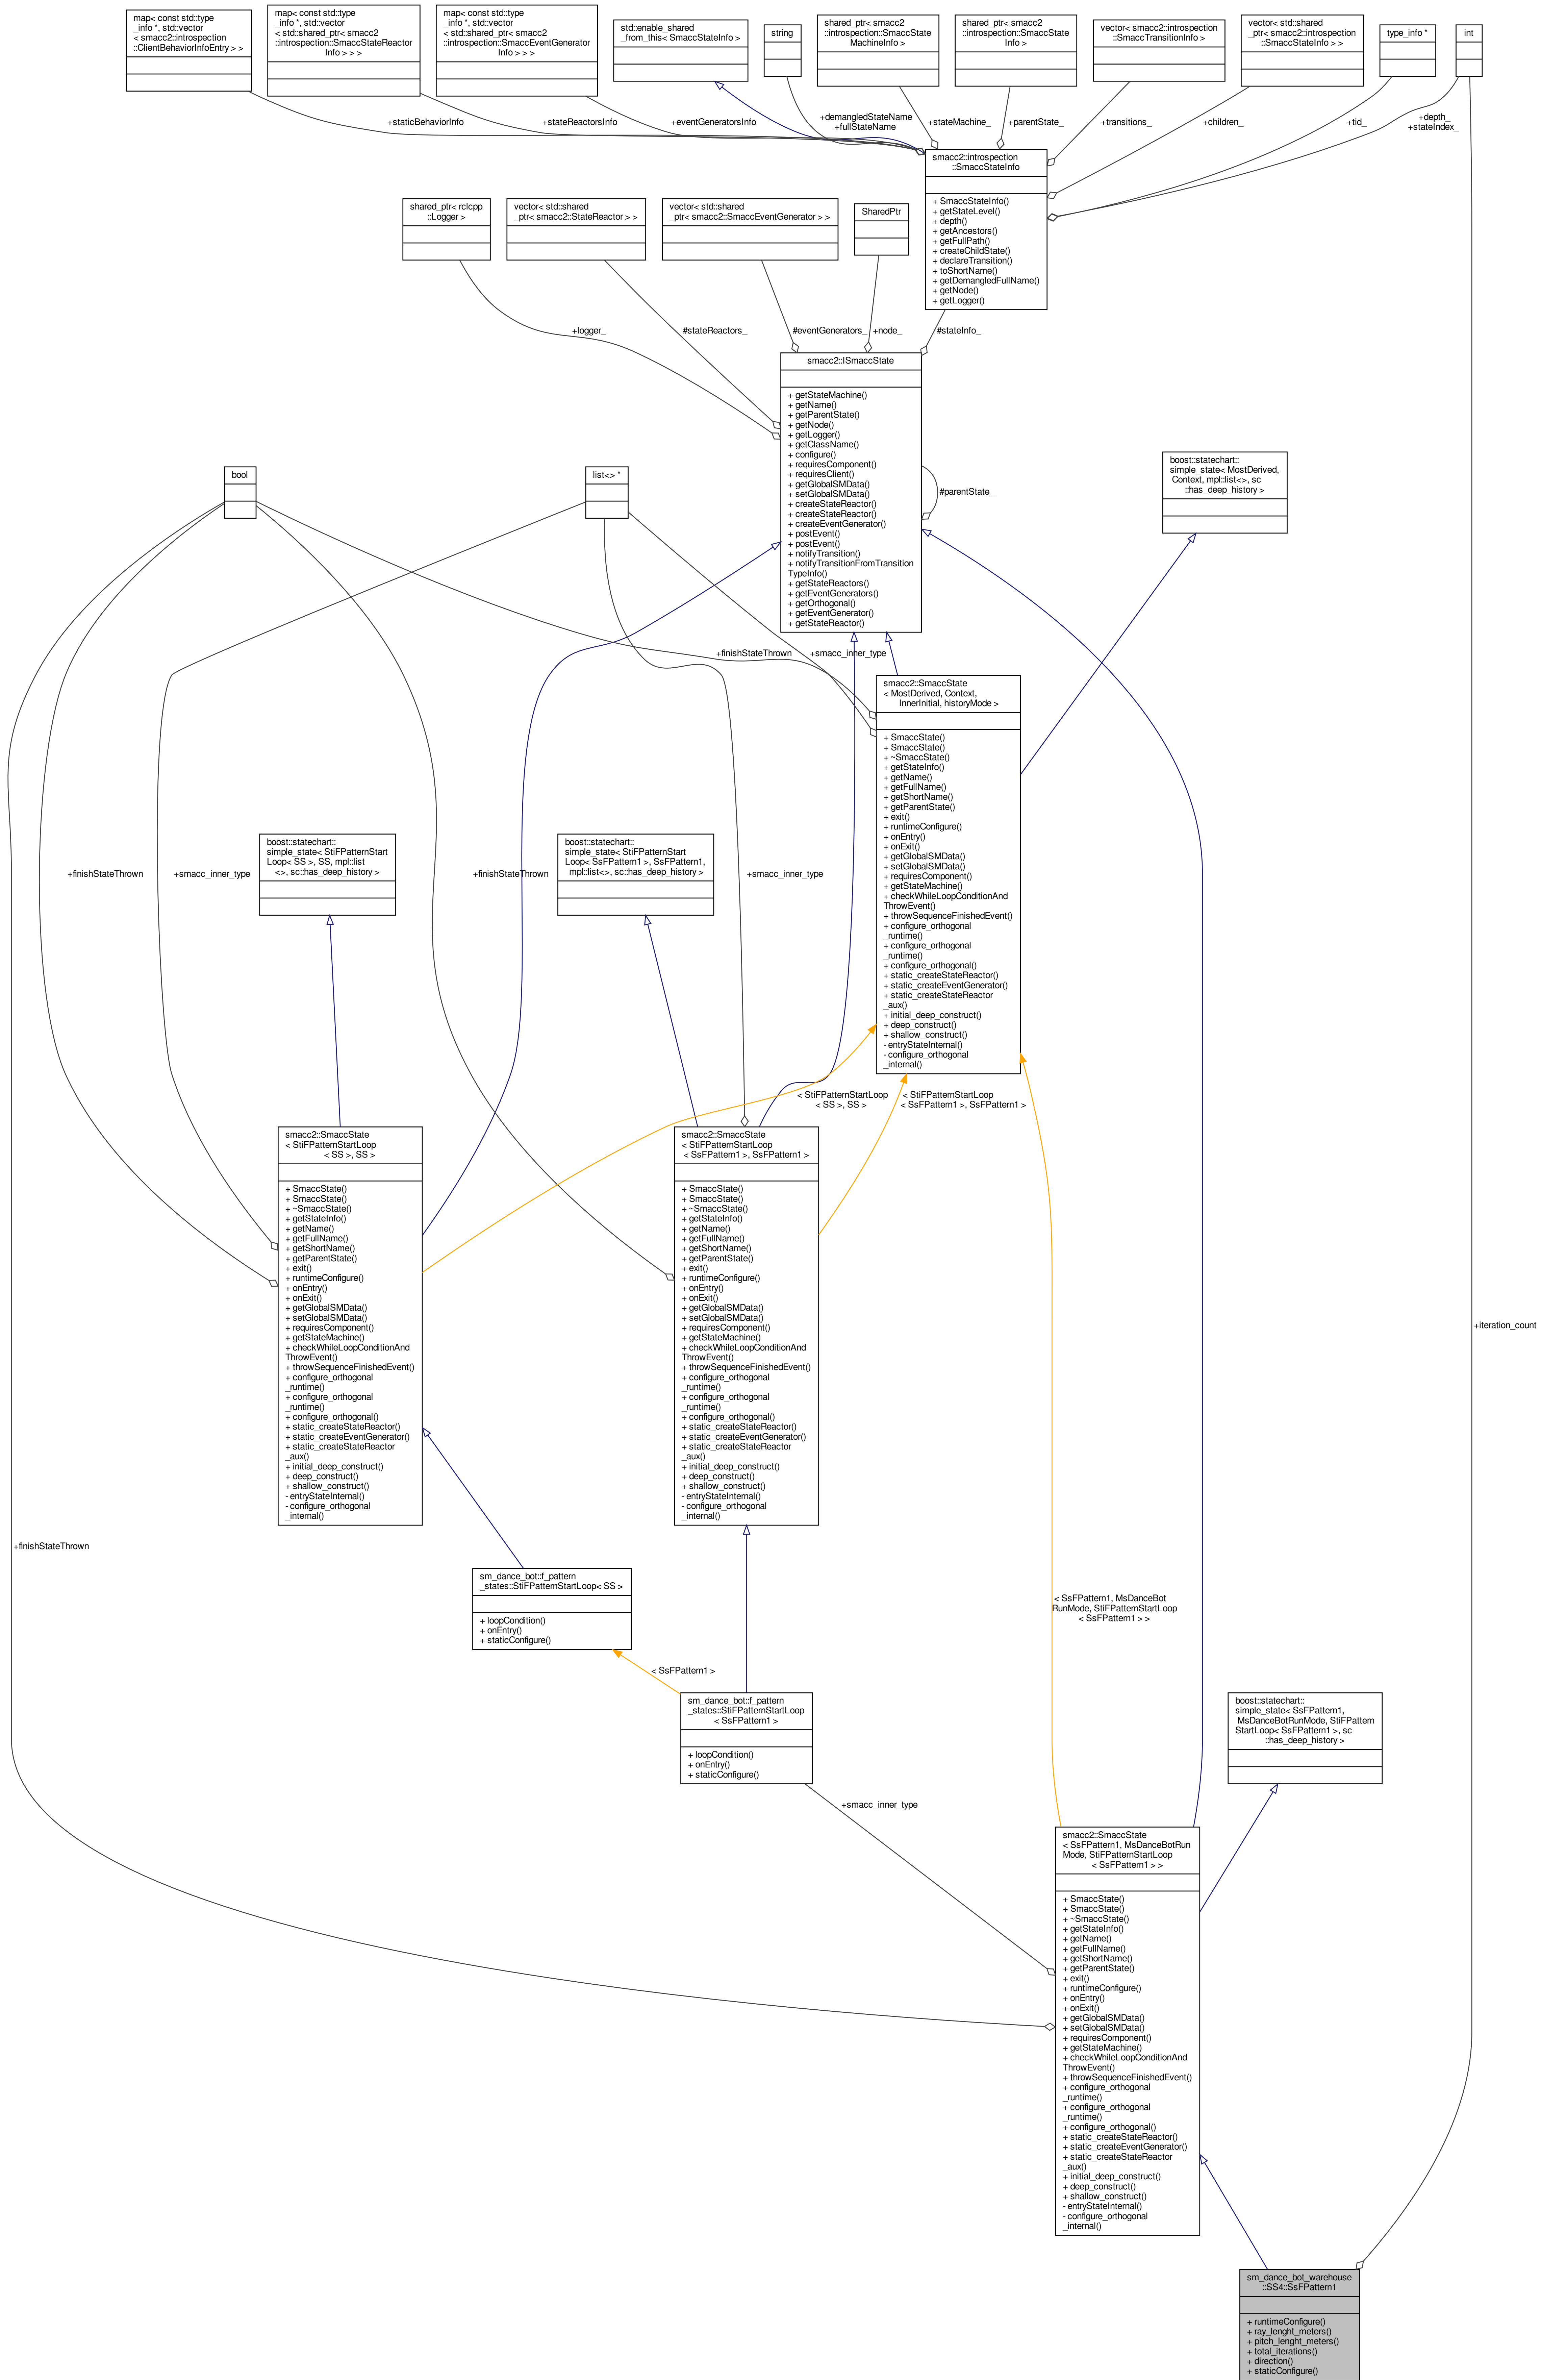 map< const std::type
_info *, std::vector
< smacc2::introspection
::ClientBehaviorInfoEntry > >
map< const std::type
_info *, std::vector
< std::shared_ptr< smacc2
::introspection::SmaccStateReactor
Info > > >
map< const std::type
_info *, std::vector
< std::shared_ptr< smacc2
::introspection::SmaccEventGenerator
Info > > >
std::enable_shared
_from_this< SmaccStateInfo >
string
shared_ptr< smacc2
::introspection::SmaccState
MachineInfo >
shared_ptr< smacc2
::introspection::SmaccState
Info >
vector< smacc2::introspection
::SmaccTransitionInfo >
vector< std::shared
_ptr< smacc2::introspection
::SmaccStateInfo > >
type_info *
int
+staticBehaviorInfo
+stateReactorsInfo
+eventGeneratorsInfo
+demangledStateName
+fullStateName
+stateMachine_
+parentState_
+transitions_
+children_
+tid_
+depth_
+stateIndex_
smacc2::introspection
::SmaccStateInfo
+ SmaccStateInfo()
+ getStateLevel()
+ depth()
+ getAncestors()
+ getFullPath()
+ createChildState()
+ declareTransition()
+ toShortName()
+ getDemangledFullName()
+ getNode()
+ getLogger()
shared_ptr< rclcpp
::Logger >
vector< std::shared
_ptr< smacc2::StateReactor > >
vector< std::shared
_ptr< smacc2::SmaccEventGenerator > >
SharedPtr
+logger_
#stateReactors_
#eventGenerators_
+node_
#stateInfo_
smacc2::ISmaccState
+ getStateMachine()
+ getName()
+ getParentState()
+ getNode()
+ getLogger()
+ getClassName()
+ configure()
+ requiresComponent()
+ requiresClient()
+ getGlobalSMData()
+ setGlobalSMData()
+ createStateReactor()
+ createStateReactor()
+ createEventGenerator()
+ postEvent()
+ postEvent()
+ notifyTransition()
+ notifyTransitionFromTransition
TypeInfo()
+ getStateReactors()
+ getEventGenerators()
+ getOrthogonal()
+ getEventGenerator()
+ getStateReactor()
#parentState_
bool
list<> *
boost::statechart::
simple_state< MostDerived,
Context, mpl::list<>, sc
::has_deep_history >
+finishStateThrown
+smacc_inner_type
smacc2::SmaccState
< MostDerived, Context,
InnerInitial, historyMode >
+ SmaccState()
+ SmaccState()
+ ~SmaccState()
+ getStateInfo()
+ getName()
+ getFullName()
+ getShortName()
+ getParentState()
+ exit()
+ runtimeConfigure()
+ onEntry()
+ onExit()
+ getGlobalSMData()
+ setGlobalSMData()
+ requiresComponent()
+ getStateMachine()
+ checkWhileLoopConditionAnd
ThrowEvent()
+ throwSequenceFinishedEvent()
+ configure_orthogonal
_runtime()
+ configure_orthogonal
_runtime()
+ configure_orthogonal()
+ static_createStateReactor()
+ static_createEventGenerator()
+ static_createStateReactor
_aux()
+ initial_deep_construct()
+ deep_construct()
+ shallow_construct()
- entryStateInternal()
- configure_orthogonal
_internal()
boost::statechart::
simple_state< StiFPatternStart
Loop< SS >, SS, mpl::list
<>, sc::has_deep_history >
boost::statechart::
simple_state< StiFPatternStart
Loop< SsFPattern1 >, SsFPattern1,
mpl::list<>, sc::has_deep_history >
+finishStateThrown
+smacc_inner_type
+finishStateThrown
+smacc_inner_type
< StiFPatternStartLoop
< SS >, SS >
< StiFPatternStartLoop
< SsFPattern1 >, SsFPattern1 >
smacc2::SmaccState
< StiFPatternStartLoop
< SS >, SS >
+ SmaccState()
+ SmaccState()
+ ~SmaccState()
+ getStateInfo()
+ getName()
+ getFullName()
+ getShortName()
+ getParentState()
+ exit()
+ runtimeConfigure()
+ onEntry()
+ onExit()
+ getGlobalSMData()
+ setGlobalSMData()
+ requiresComponent()
+ getStateMachine()
+ checkWhileLoopConditionAnd
ThrowEvent()
+ throwSequenceFinishedEvent()
+ configure_orthogonal
_runtime()
+ configure_orthogonal
_runtime()
+ configure_orthogonal()
+ static_createStateReactor()
+ static_createEventGenerator()
+ static_createStateReactor
_aux()
+ initial_deep_construct()
+ deep_construct()
+ shallow_construct()
- entryStateInternal()
- configure_orthogonal
_internal()
smacc2::SmaccState
< StiFPatternStartLoop
< SsFPattern1 >, SsFPattern1 >
+ SmaccState()
+ SmaccState()
+ ~SmaccState()
+ getStateInfo()
+ getName()
+ getFullName()
+ getShortName()
+ getParentState()
+ exit()
+ runtimeConfigure()
+ onEntry()
+ onExit()
+ getGlobalSMData()
+ setGlobalSMData()
+ requiresComponent()
+ getStateMachine()
+ checkWhileLoopConditionAnd
ThrowEvent()
+ throwSequenceFinishedEvent()
+ configure_orthogonal
_runtime()
+ configure_orthogonal
_runtime()
+ configure_orthogonal()
+ static_createStateReactor()
+ static_createEventGenerator()
+ static_createStateReactor
_aux()
+ initial_deep_construct()
+ deep_construct()
+ shallow_construct()
- entryStateInternal()
- configure_orthogonal
_internal()
+iteration_count
+finishStateThrown
sm_dance_bot::f_pattern
_states::StiFPatternStartLoop< SS >
+ loopCondition()
+ onEntry()
+ staticConfigure()
< SsFPattern1, MsDanceBot
RunMode, StiFPatternStartLoop
< SsFPattern1 > >
< SsFPattern1 >
sm_dance_bot::f_pattern
_states::StiFPatternStartLoop
< SsFPattern1 >
+ loopCondition()
+ onEntry()
+ staticConfigure()
boost::statechart::
simple_state< SsFPattern1,
MsDanceBotRunMode, StiFPattern
StartLoop< SsFPattern1 >, sc
::has_deep_history >
+smacc_inner_type
smacc2::SmaccState
< SsFPattern1, MsDanceBotRun
Mode, StiFPatternStartLoop
< SsFPattern1 > >
+ SmaccState()
+ SmaccState()
+ ~SmaccState()
+ getStateInfo()
+ getName()
+ getFullName()
+ getShortName()
+ getParentState()
+ exit()
+ runtimeConfigure()
+ onEntry()
+ onExit()
+ getGlobalSMData()
+ setGlobalSMData()
+ requiresComponent()
+ getStateMachine()
+ checkWhileLoopConditionAnd
ThrowEvent()
+ throwSequenceFinishedEvent()
+ configure_orthogonal
_runtime()
+ configure_orthogonal
_runtime()
+ configure_orthogonal()
+ static_createStateReactor()
+ static_createEventGenerator()
+ static_createStateReactor
_aux()
+ initial_deep_construct()
+ deep_construct()
+ shallow_construct()
- entryStateInternal()
- configure_orthogonal
_internal()
sm_dance_bot_warehouse
::SS4::SsFPattern1
+ runtimeConfigure()
+ ray_lenght_meters()
+ pitch_lenght_meters()
+ total_iterations()
+ direction()
+ staticConfigure()